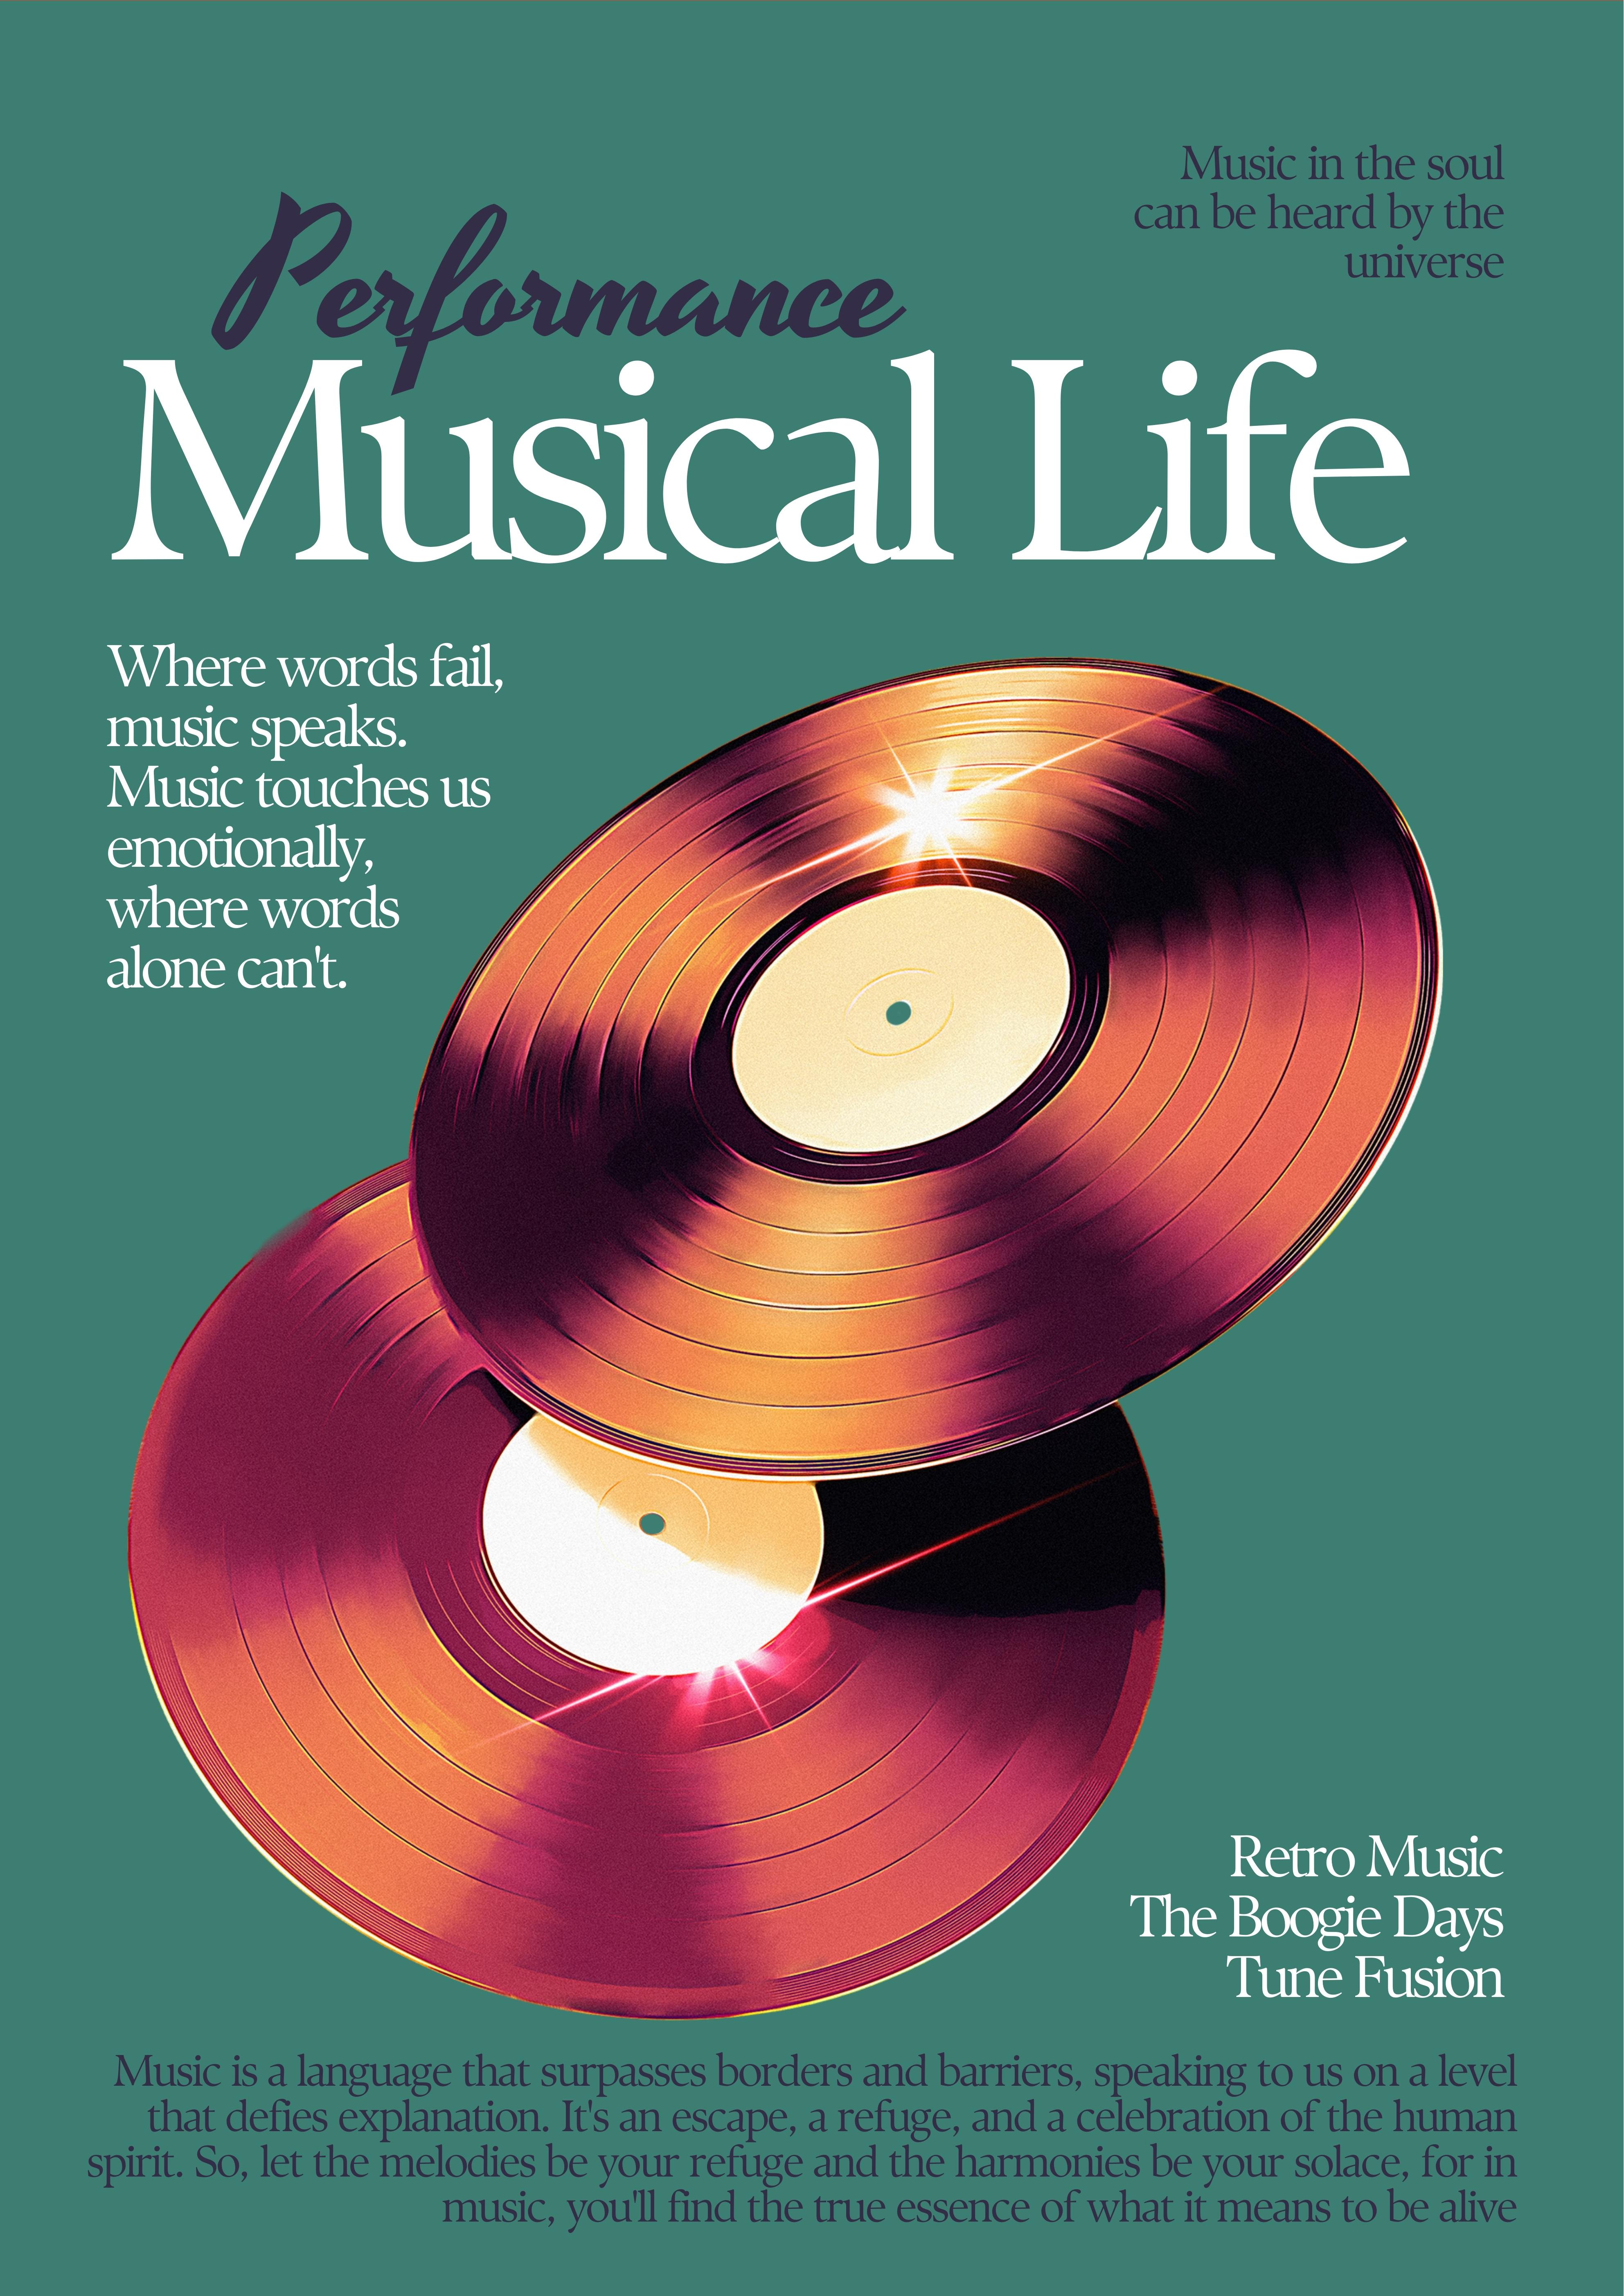 Music in the soul
can be heard by the
universe
Performance
Musical Life
Where words fail,
music speaks.
Music touches us
emotionally,
where words
alone can't.
Retro Music
The Boogie Days
Tune Fusion
Music is a language that surpasses borders and barriers, speaking to us on a level
that defies explanation. It's an escape, a refuge, and a celebration of the human
spirit. So, let the melodies be your refuge and the harmonies be your solace, for in
music, you'll find the true essence of what it means to be alive